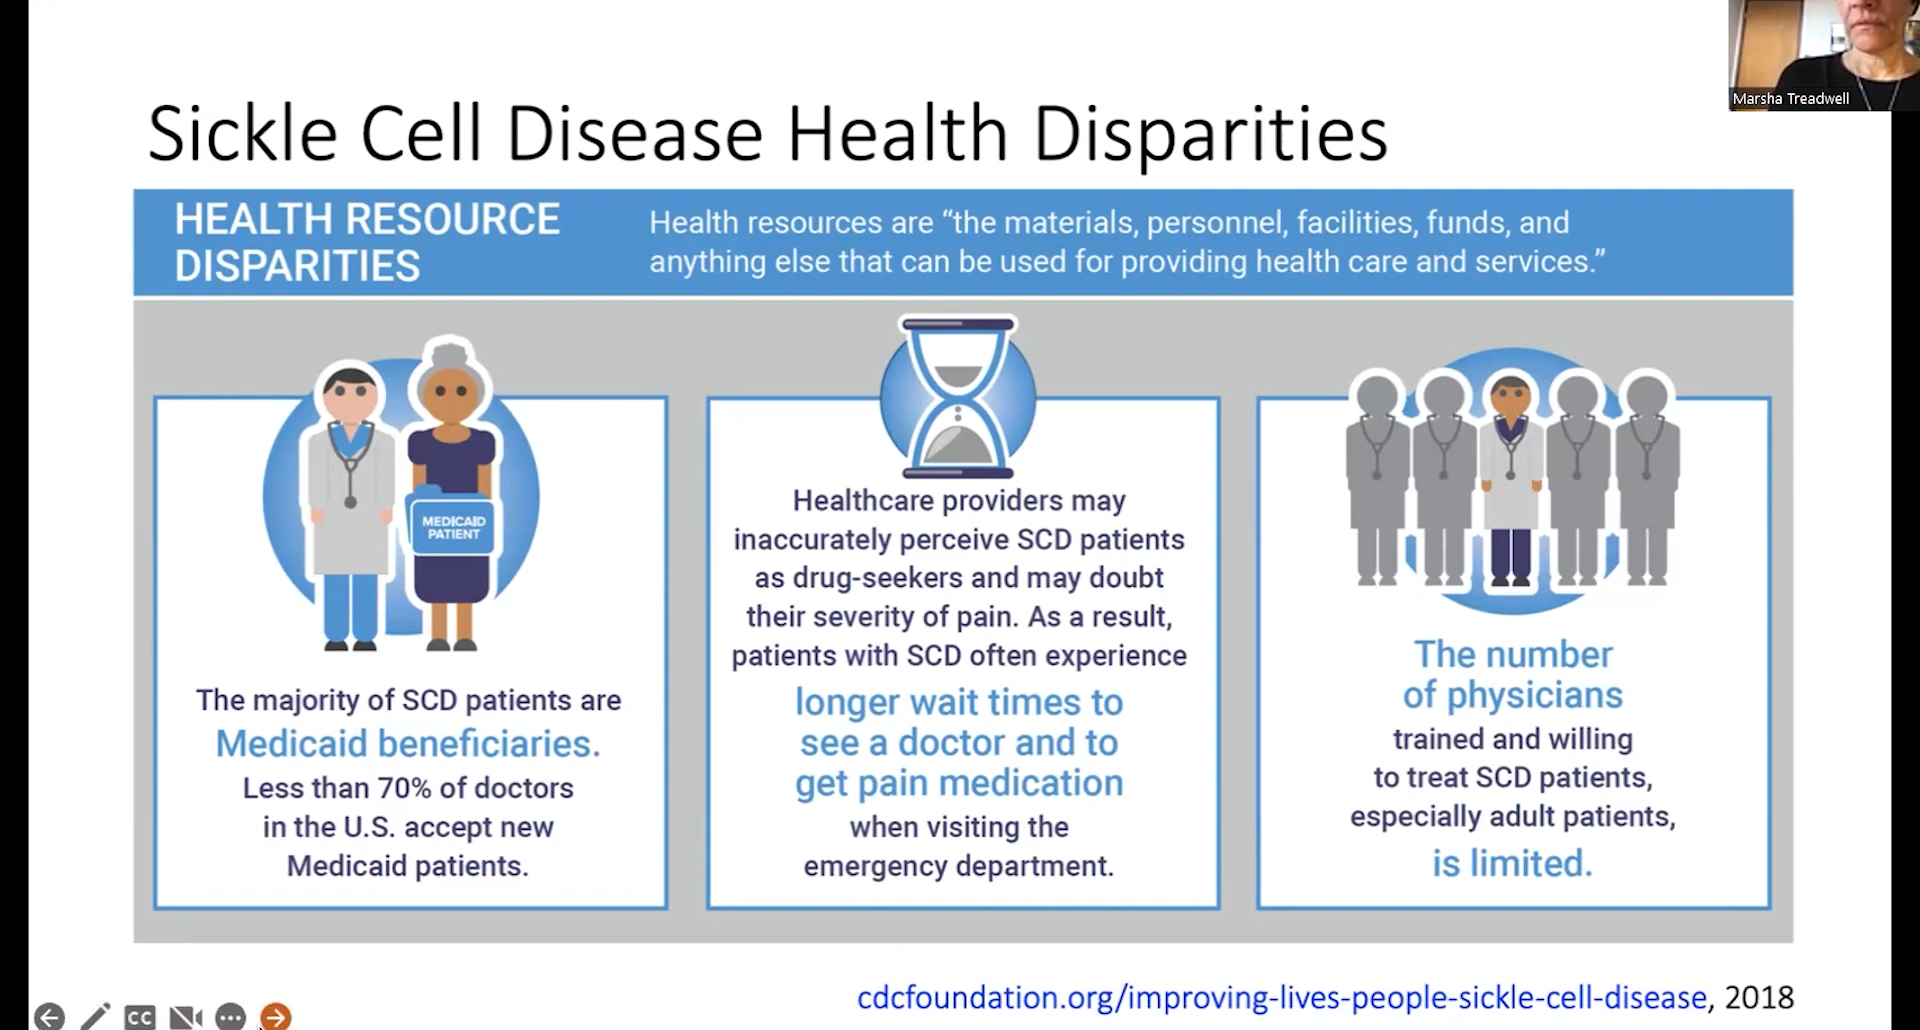 Marsha Treadwell
Sickle Cell Disease Health Disparities
HEALTH RESOURCE
DISPARITIES
Health resources are “the materials, personnel, facilities, funds, and
anything else that can be used for providing health care and services.”
MEDICAID
PATIENT
The majority of SCD patients are
Medicaid beneficiaries.
Less than 70% of doctors
in the U.S. accept new
Medicaid patients.
Healthcare providers may
inaccurately perceive SCD patients
as drug-seekers and may doubt
their severity of pain. As a result,
patients with SCD often experience
longer wait times to
see a doctor and to
get pain medication
when visiting the
emergency department.
The number
of physicians
trained and willing
to treat SCD patients,
especially adult patients,
is limited.
cdcfoundation.org/improving-lives-people-sickle-cell-disease, 2018
CC